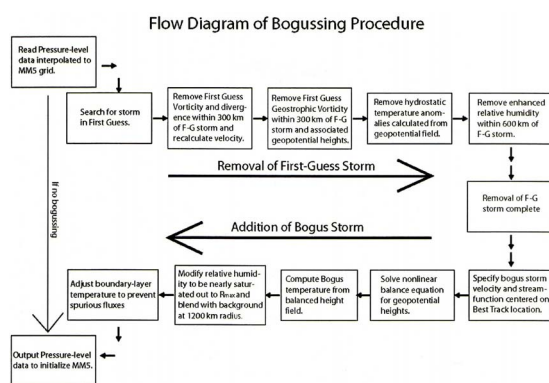 Flow Diagram of Bogussing Procedure
Read Pressure-level
data interpolated to
MM5 grid.
Search for storm
in First Guess.
Remove First Guess
Vorticity and diverg-
ence within 300 km
of F-G storm and
recalculate velocity.
Remove First Guess
Geostrophic Vorticity
within 300 km of F-G
storm and associated
geopotential heights.
Remove hydrostatic
temperature anom-
alies calculated from
geopotential field.
Remove enhanced
relative humidity
within 600 km of
F-G storm.
Removal of First-Guess Storm
Removal of F-G
storm complete
If no bogussing
Addition of Bogus Storm
Specify bogus storm
velocity and stream-
function centered on
Best Track location.
Solve nonlinear
balance equation for
geopotential heights.
Compute Bogus
temperature from
balanced height
field.
Modify relative humid-
ity to be nearly satura-
ted out to Rmax and
blend with background
at 1200 km radius.
Adjust boundary-layer
temperature to prevent
spurious fluxes
Output Pressure-level
data to initialize MM5.